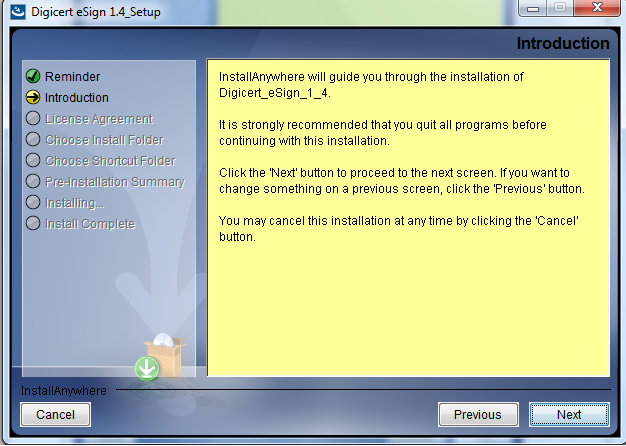 Digicert eSign 1.4_Setup
Introduction
Reminder
Introduction
License Agreement
Choose Install Folder
Choose Shortcut Folder
Pre-Installation Summary
Installing...
Install Complete
InstallAnywhere will guide you through the installation of
Digicert_eSign_1_4.
It is strongly recommended that you quit all programs before
continuing with this installation.
Click the 'Next' button to proceed to the next screen. If you want to
change something on a previous screen, click the 'Previous' button.
You may cancel this installation at any time by clicking the 'Cancel'
button.
InstallAnywhere
Cancel
Previous
Next